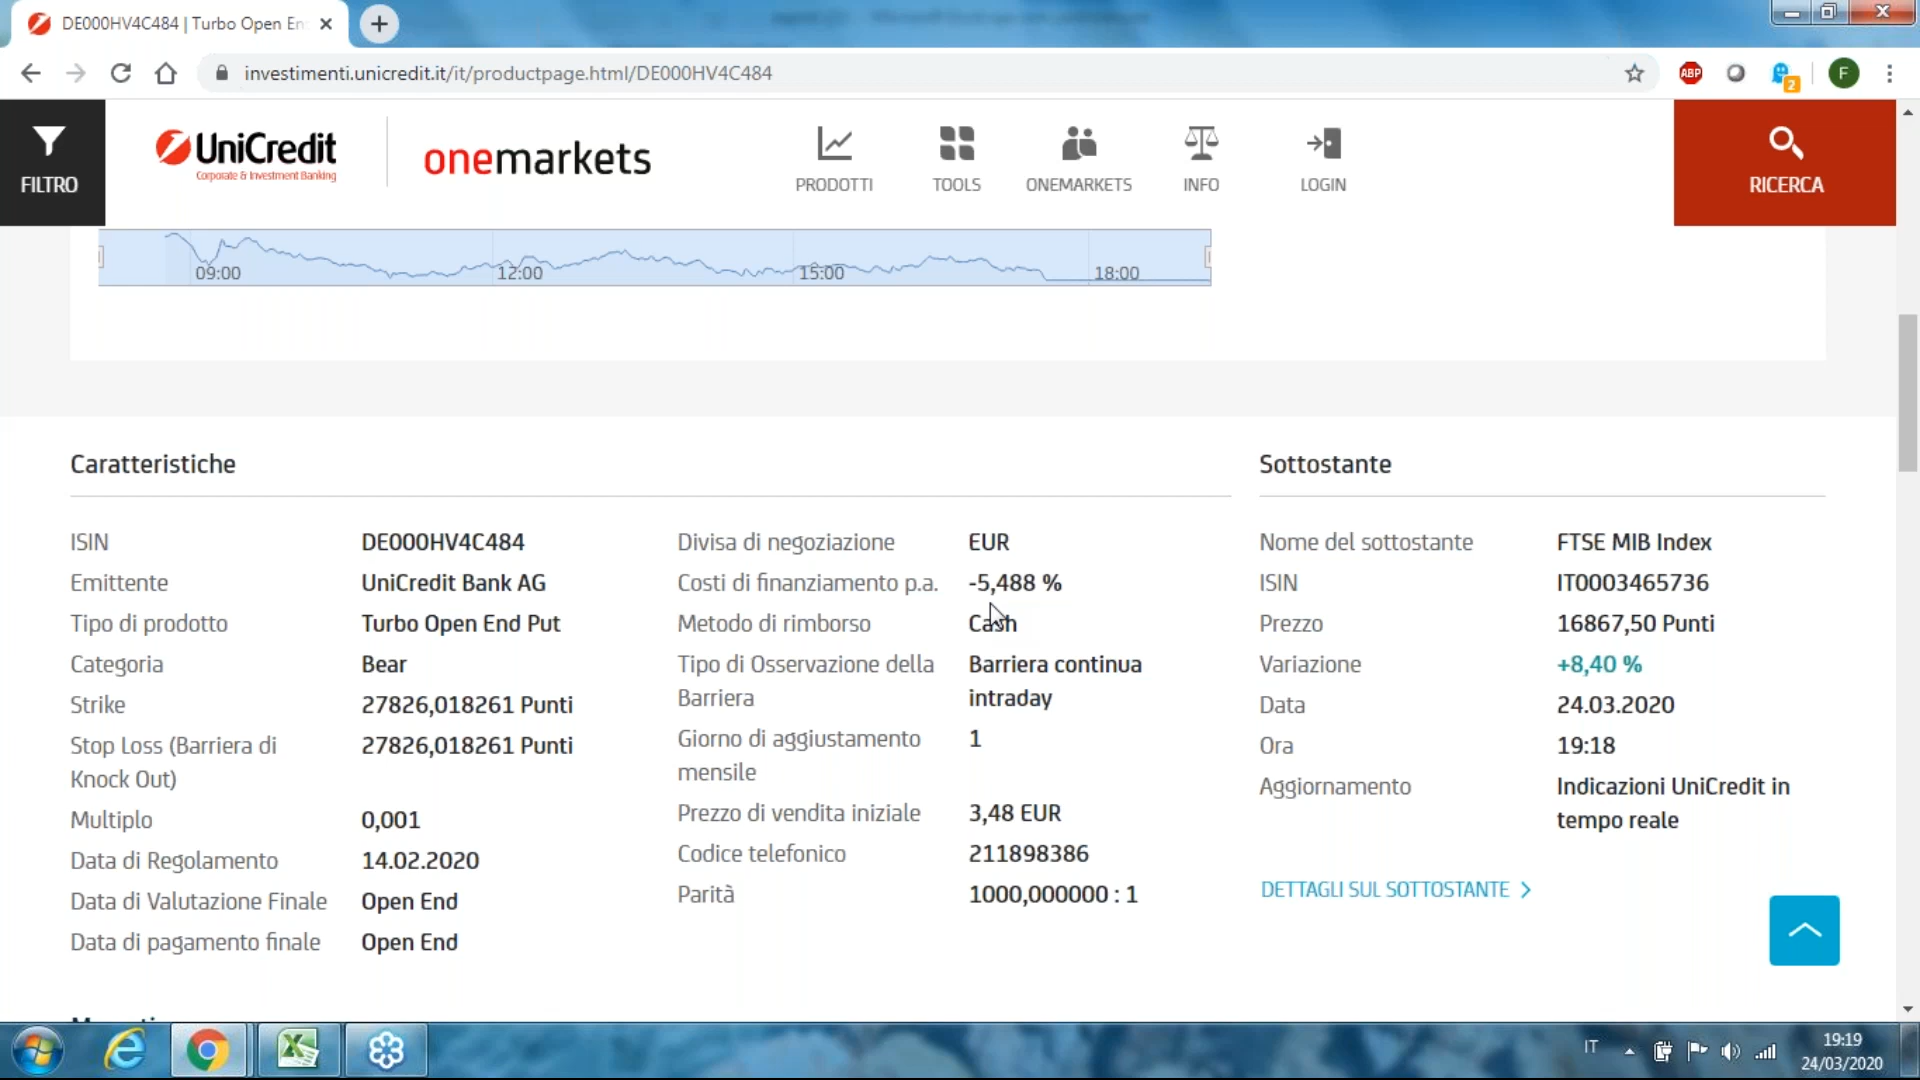 DE000HV4C484 | Turbo Open En
investimenti.unicredit.it/it/productpage.html/DE000HV4C484
ABP
2
F
FILTRO
UniCredit
Corporate & Investment Banking
onemarkets
PRODOTTI
TOOLS
ONEMARKETS
INFO
LOGIN
RICERCA
09:00
12:00
15:00
18:00
Caratteristiche
ISIN DE000HV4C484
Emittente UniCredit Bank AG
Tipo di prodotto Turbo Open End Put
Categoria Bear
Strike 27826,018261 Punti
Stop Loss (Barriera di 27826,018261 Punti
Knock Out)
Multiplo 0,001
Data di Regolamento 14.02.2020
Data di Valutazione Finale Open End
Data di pagamento finale Open End
Divisa di negoziazione EUR
Costi di finanziamento p.a. -5,488 %
Metodo di rimborso Cash
Tipo di Osservazione della Barriera continua
Barriera intraday
Giorno di aggiustamento 1
mensile
Prezzo di vendita iniziale 3,48 EUR
Codice telefonico 211898386
Parità 1000,000000 : 1
Sottostante
Nome del sottostante FTSE MIB Index
ISIN IT0003465736
Prezzo 16867,50 Punti
Variazione +8,40 %
Data 24.03.2020
Ora 19:18
Aggiornamento Indicazioni UniCredit in
tempo reale
DETTAGLI SUL SOTTOSTANTE
IT
19:19
24/03/2020